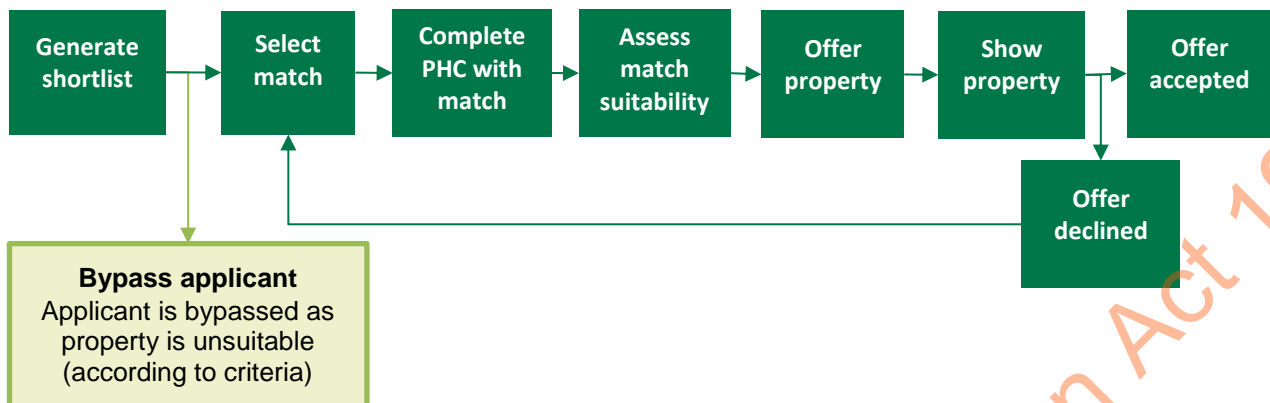 Generate
shortlist
Select
match
Complete
PHC with
match
Assess
match
suitability
Offer
property
Show
property
Offer
accepted
Offer
declined
Bypass applicant
Applicant is bypassed as
property is unsuitable
(according to criteria)
Act